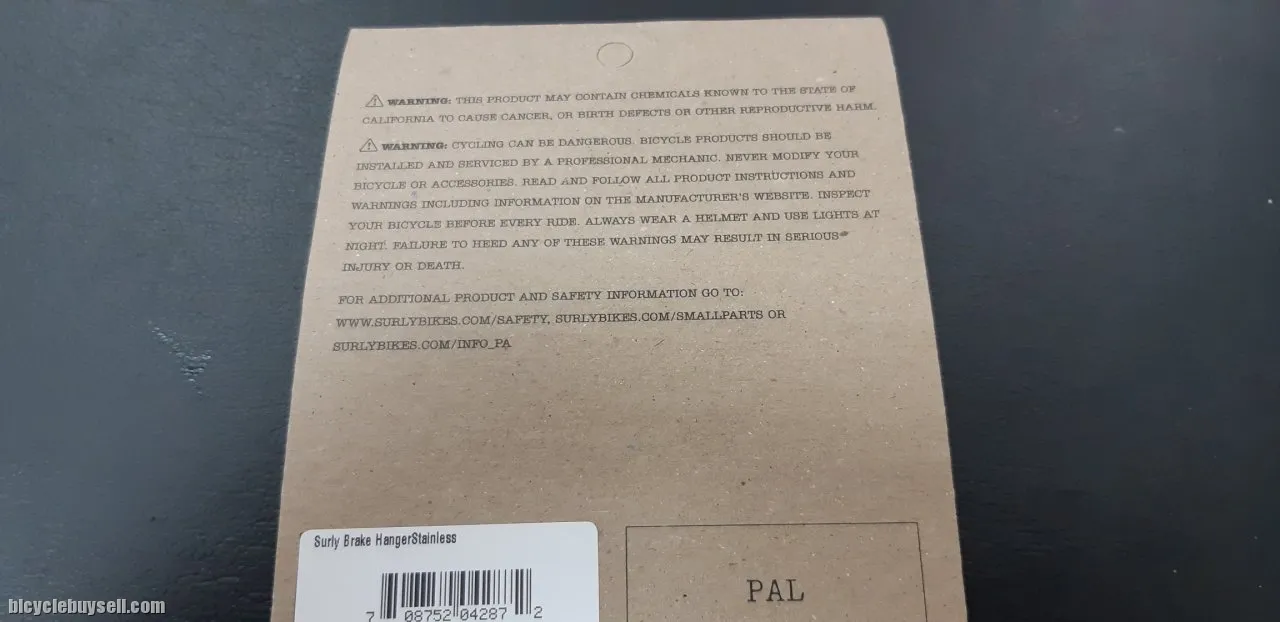 ⚠ WARNING: THIS PRODUCT MAY CONTAIN CHEMICALS KNOWN TO THE STATE OF
CALIFORNIA TO CAUSE CANCER, OR BIRTH DEFECTS OR OTHER REPRODUCTIVE HARM.
⚠ WARNING: CYCLING CAN BE DANGEROUS. BICYCLE PRODUCTS SHOULD BE
INSTALLED AND SERVICED BY A PROFESSIONAL MECHANIC. NEVER MODIFY YOUR
BICYCLE OR ACCESSORIES. READ AND FOLLOW ALL PRODUCT INSTRUCTIONS AND
WARNINGS INCLUDING INFORMATION ON THE MANUFACTURER'S WEBSITE. INSPECT
YOUR BICYCLE BEFORE EVERY RIDE. ALWAYS WEAR A HELMET AND USE LIGHTS AT
NIGHT. FAILURE TO HEED ANY OF THESE WARNINGS MAY RESULT IN SERIOUS
INJURY OR DEATH.
FOR ADDITIONAL PRODUCT AND SAFETY INFORMATION GO TO:
WWW.SURLYBIKES.COM/SAFETY, SURLYBIKES.COM/SMALLPARTS OR
SURLYBIKES.COM/INFO_PA
Surly Brake HangerStainless
7 08752 04287 2
PAL
bicyclebuysell.com